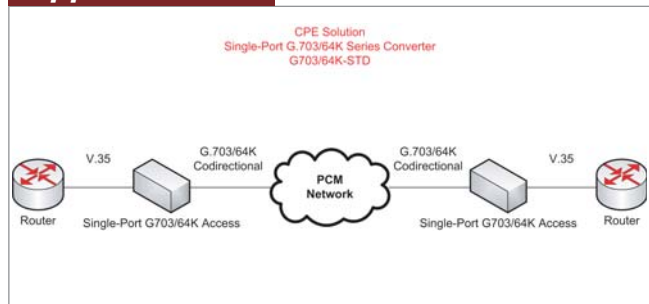 CPE Solution
Single-Port G.703/64K Series Converter
G703/64K-STD
V.35
G.703/64K
Codirectional
PCM
Network
G.703/64K
Codirectional
V.35
Router
Single-Port G703/64K Access
Single-Port G703/64K Access
Router